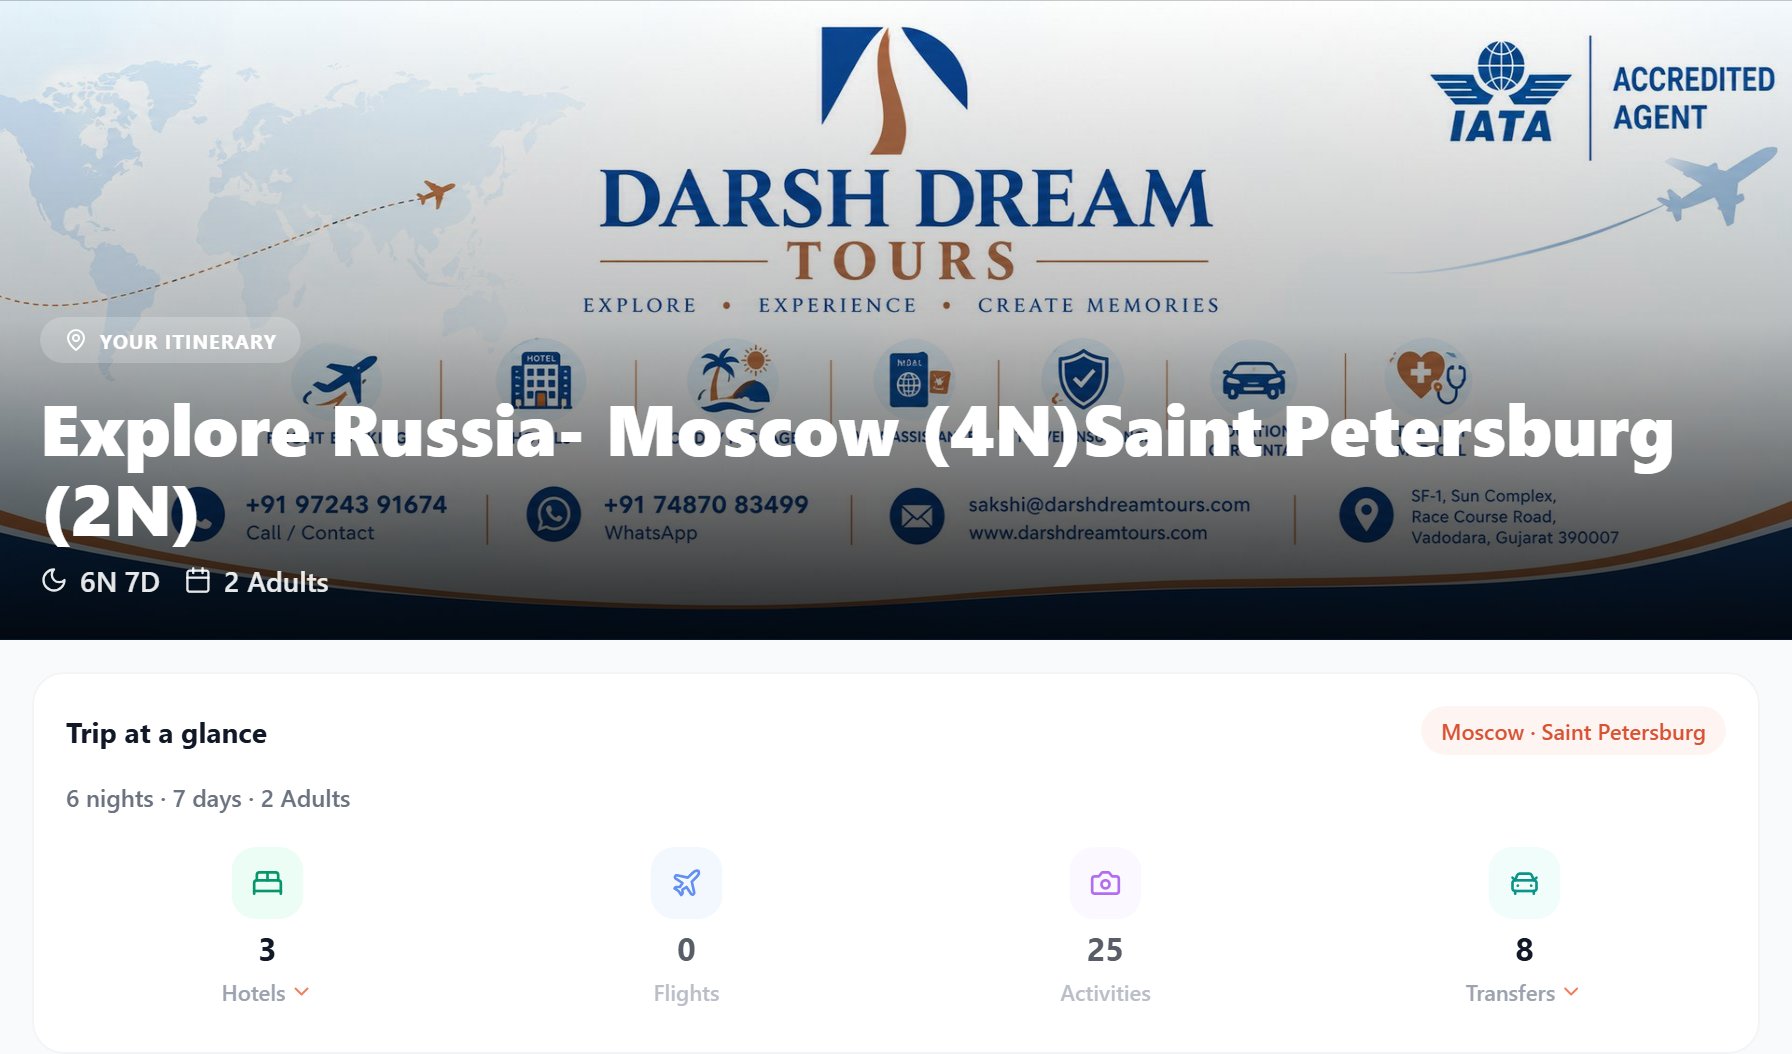 IATA
ACCREDITED
AGENT
DARSH DREAM
TOURS
EXPLORE • EXPERIENCE • CREATE MEMORIES
YOUR ITINERARY
HOTEL
Explore Russia- Moscow (4N)Saint Petersburg
(2N)
+91 97243 91674
Call / Contact
+91 74870 83499
WhatsApp
sakshi@darshdreamtours.com
www.darshdreamtours.com
SF-1, Sun Complex,
Race Course Road,
Vadodara, Gujarat 390007
6N 7D
2 Adults
Trip at a glance
Moscow · Saint Petersburg
6 nights · 7 days · 2 Adults
3
Hotels
0
Flights
25
Activities
8
Transfers